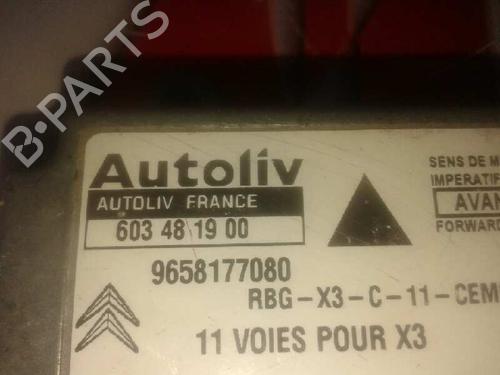 B-PARTS
Autoliv
AUTOLIV FRANCE
603 48 19 00
SENS DE M
IMPERATIF
AVAN
FORWARD
9658177080
RBG-X3-C-11-CEM
11 VOIES POUR X3
B·PARTS